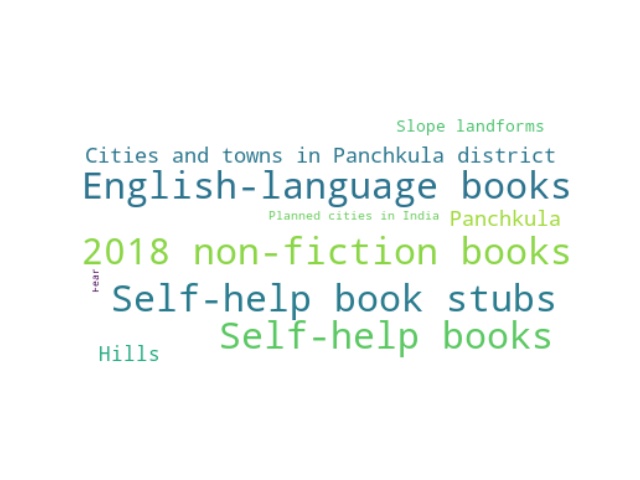 Slope landforms
Cities and towns in Panchkula district
English-language books
Planned cities in India
Panchkula
2018 non-fiction books
Fear
Self-help book stubs
Self-help books
Hills